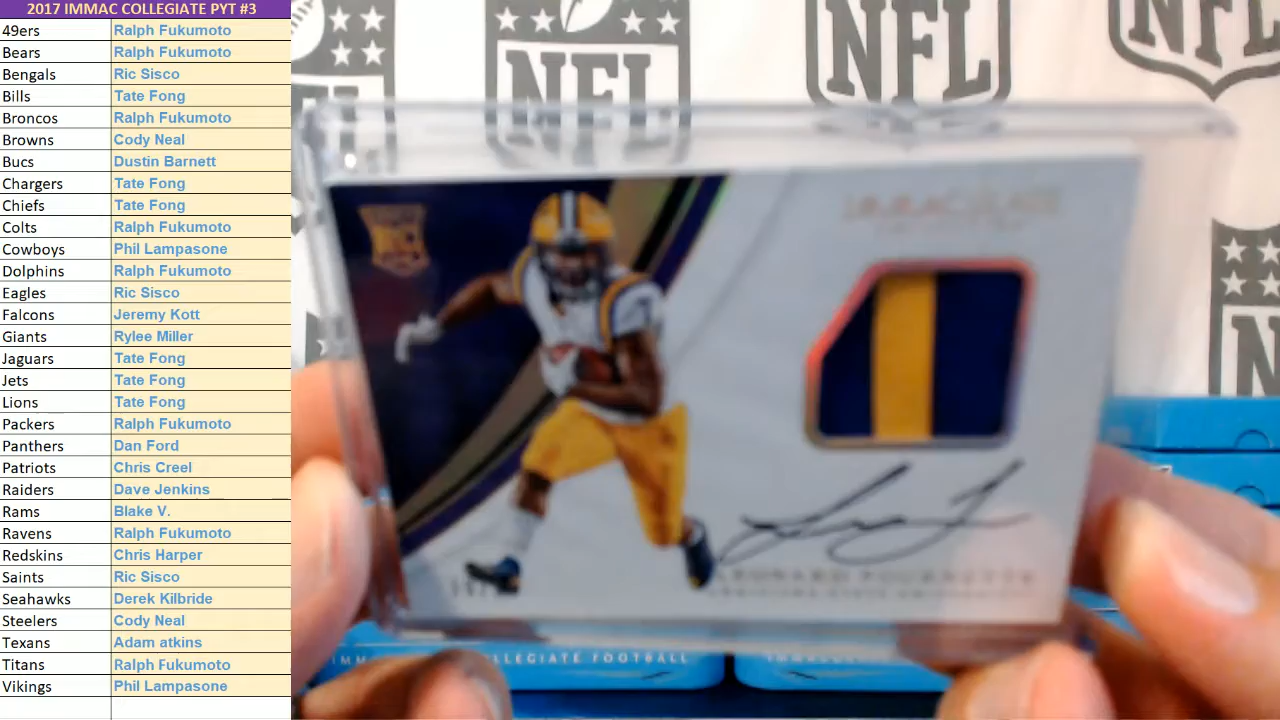 2017 IMMAC COLLEGIATE PYT #3
49ers Ralph Fukumoto
Bears Ralph Fukumoto
Bengals Ric Sisco
Bills Tate Fong
Broncos Ralph Fukumoto
Browns Cody Neal
Bucs Dustin Barnett
Chargers Tate Fong
Chiefs Tate Fong
Colts Ralph Fukumoto
Cowboys Phil Lampasone
Dolphins Ralph Fukumoto
Eagles Ric Sisco
Falcons Jeremy Kott
Giants Rylee Miller
Jaguars Tate Fong
Jets Tate Fong
Lions Tate Fong
Packers Ralph Fukumoto
Panthers Dan Ford
Patriots Chris Creel
Raiders Dave Jenkins
Rams Blake V.
Ravens Ralph Fukumoto
Redskins Chris Harper
Saints Ric Sisco
Seahawks Derek Kilbride
Steelers Cody Neal
Texans Adam atkins
Titans Ralph Fukumoto
Vikings Phil Lampasone
NFL
NFL
NFL
IMMACULATE
LEONARD FOURNETTE
LOUISIANA STATE UNIVERSITY
COLLEGIATE FOOTBALL